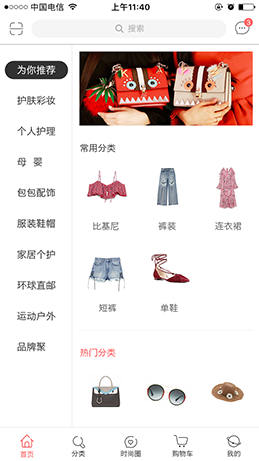 中国电信 上午11:40
搜索
3
为你推荐
护肤彩妆
个人护理
母 婴
包包配饰
服装鞋帽
家居个护
环球直邮
运动户外
品牌聚
常用分类
比基尼 裤装 连衣裙
短裤 单鞋
热门分类
首页 分类 时尚圈 购物车 我的